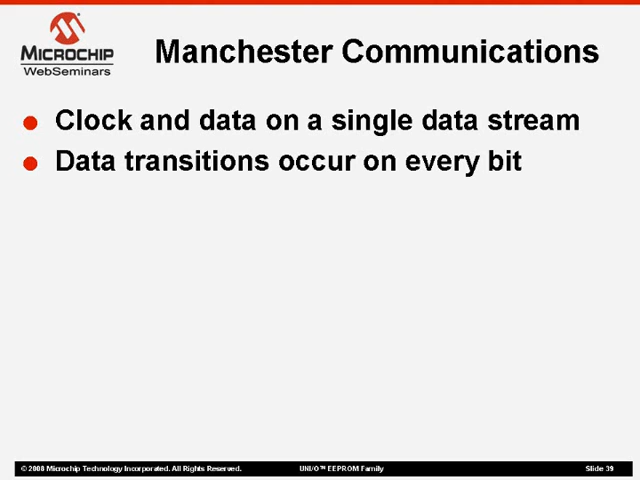 Manchester Communications
MICROCHIP
WebSeminars
Clock and data on a single data stream
Data transitions occur on every bit
© 2008 Microchip Technology Incorporated. All Rights Reserved. UNI/O™ EEPROM Family Slide 39